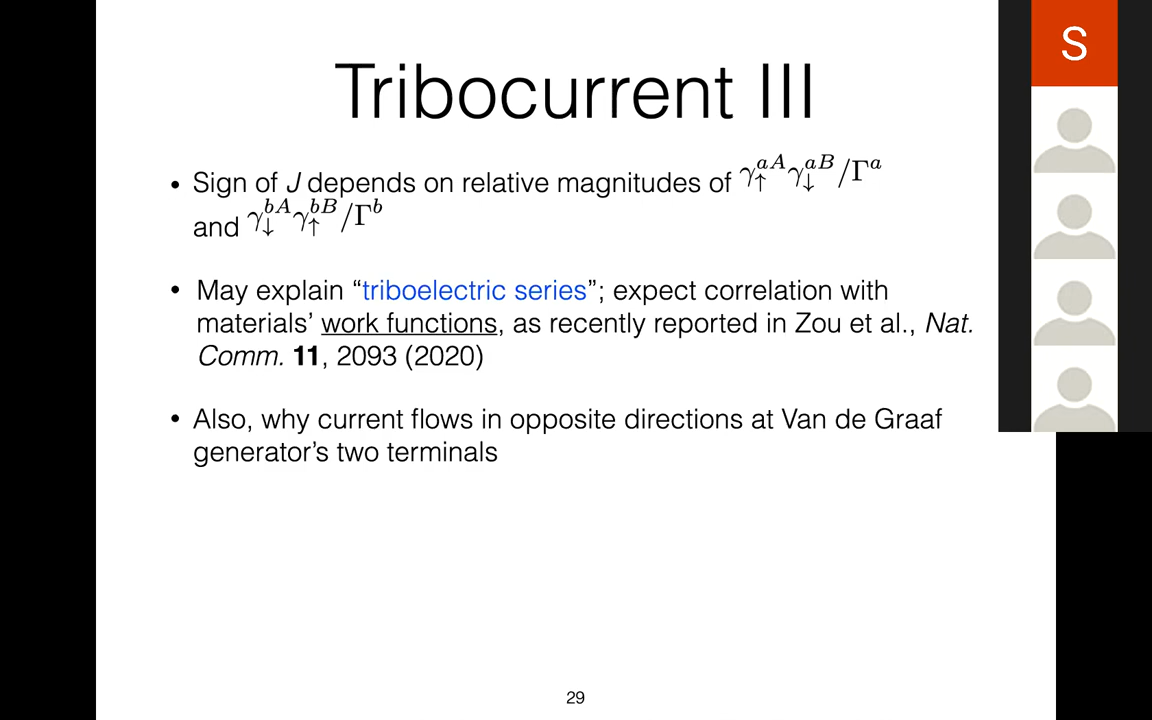 Tribocurrent III
S
• Sign of J depends on relative magnitudes of γ↑^{aA} γ↓^{aB} /Γ^a
and γ↓^{bA} γ↑^{bB} /Γ^b
• May explain “triboelectric series”; expect correlation with
materials’ work functions, as recently reported in Zou et al., Nat.
Comm. 11, 2093 (2020)
• Also, why current flows in opposite directions at Van de Graaf
generator’s two terminals
29